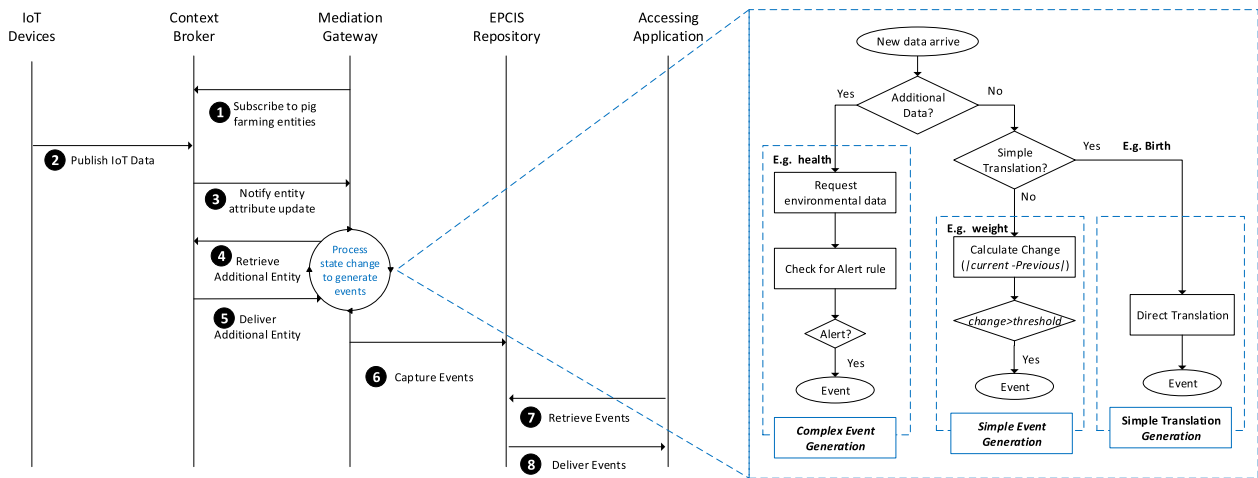 IoT
Devices
Context
Broker
Mediation
Gateway
EPCIS
Repository
Accessing
Application
1 Subscribe to pig
farming entities
2 Publish IoT Data
3 Notify entity
attribute update
4 Retrieve
Additional Entity
5 Deliver
Additional Entity
Process
state change
to generate
events
6 Capture Events
7 Retrieve Events
8 Deliver Events
New data arrive
Additional
Data?
Yes
No
Simple
Translation?
Yes
E.g. Birth
No
E.g. health
Request
environmental data
Check for Alert rule
Alert?
Yes
Event
Complex Event
Generation
E.g. weight
Calculate Change
(|current -Previous|)
change>threshold
Yes
Event
Simple Event
Generation
Direct Translation
Event
Simple Translation
Generation